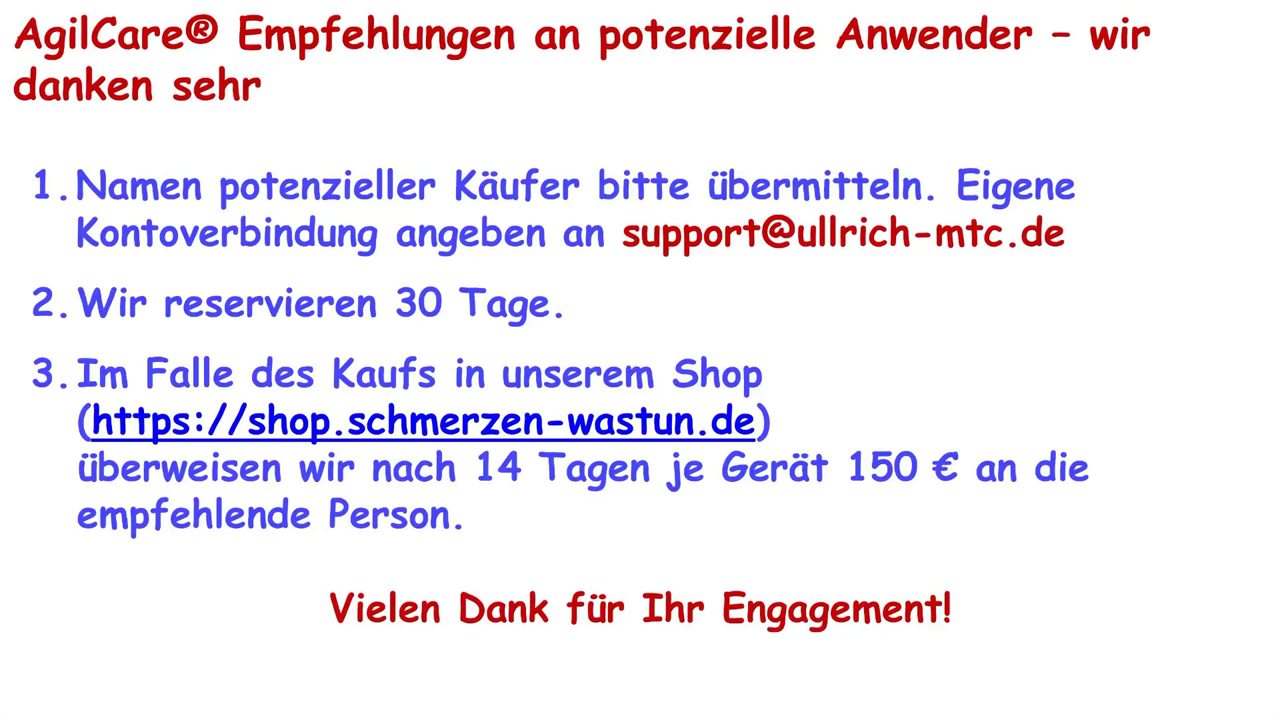 AgilCare® Empfehlungen an potenzielle Anwender – wir
danken sehr
1. Namen potenzieller Käufer bitte übermitteln. Eigene
Kontoverbindung angeben an support@ullrich-mtc.de
2. Wir reservieren 30 Tage.
3. Im Falle des Kaufs in unserem Shop
(https://shop.schmerzen-wastun.de)
überweisen wir nach 14 Tagen je Gerät 150 € an die
empfehlende Person.
Vielen Dank für Ihr Engagement!